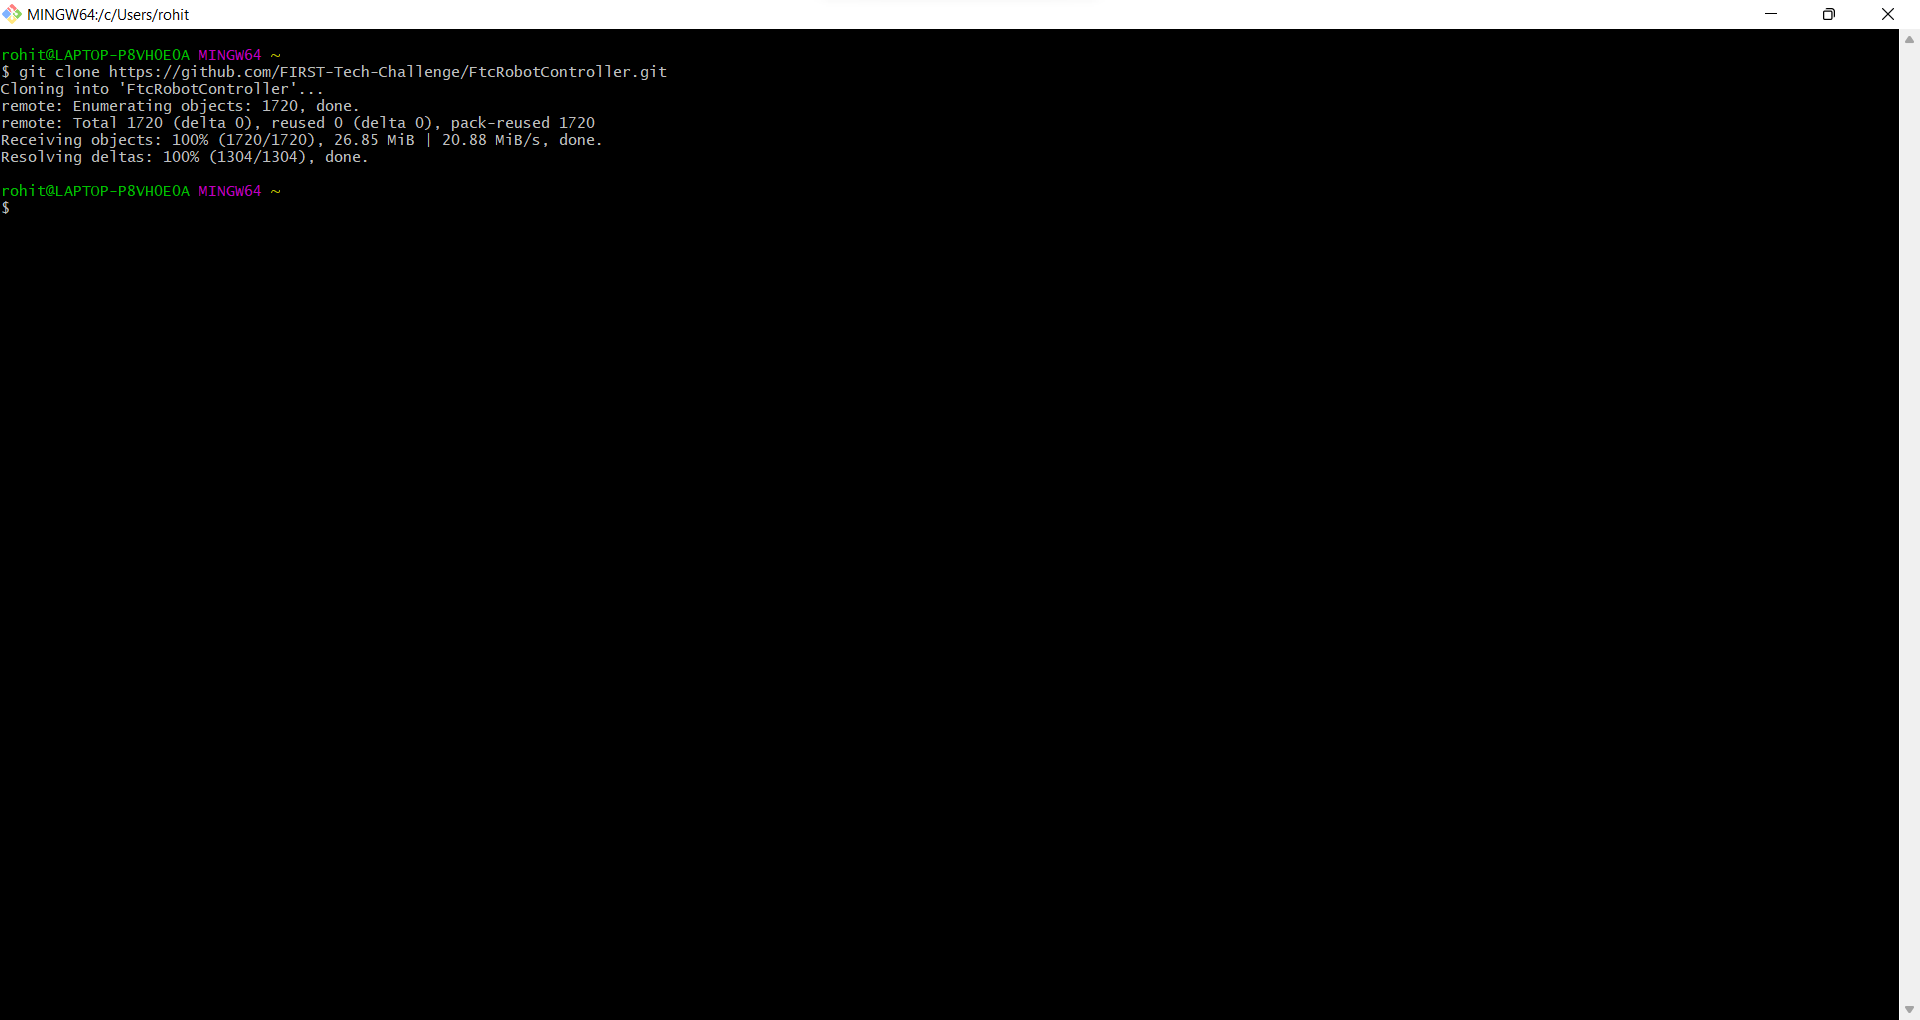 MINGW64:/c/Users/rohit
rohit@LAPTOP-P8VH0E0A MINGW64 ~
$ git clone https://github.com/FIRST-Tech-Challenge/FtcRobotController.git
Cloning into 'FtcRobotController'...
remote: Enumerating objects: 1720, done.
remote: Total 1720 (delta 0), reused 0 (delta 0), pack-reused 1720
Receiving objects: 100% (1720/1720), 26.85 MiB | 20.88 MiB/s, done.
Resolving deltas: 100% (1304/1304), done.
rohit@LAPTOP-P8VH0E0A MINGW64 ~
$